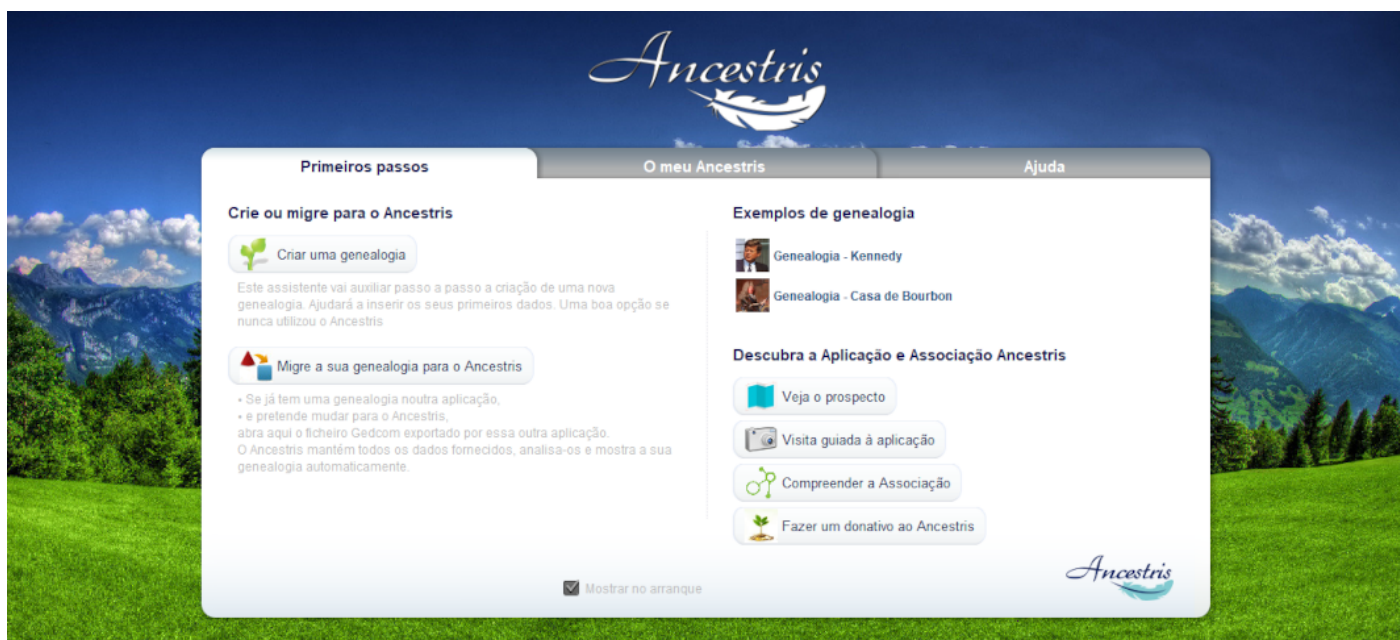 Ancestris
Primeiros passos
O meu Ancestris
Ajuda
Crie ou migre para o Ancestris
Criar uma genealogia
Este assistente vai auxiliar passo a passo a criação de uma nova
genealogia. Ajudará a inserir os seus primeiros dados. Uma boa opção se
nunca utilizou o Ancestris
Migre a sua genealogia para o Ancestris
• Se já tem uma genealogia noutra aplicação,
• e pretende mudar para o Ancestris,
abra aqui o ficheiro Gedcom exportado por essa outra aplicação.
O Ancestris mantém todos os dados fornecidos, analisa-os e mostra a sua
genealogia automaticamente.
Exemplos de genealogia
Genealogia - Kennedy
Genealogia - Casa de Bourbon
Descubra a Aplicação e Associação Ancestris
Veja o prospecto
Visita guiada à aplicação
Compreender a Associação
Fazer um donativo ao Ancestris
Ancestris
Mostrar no arranque